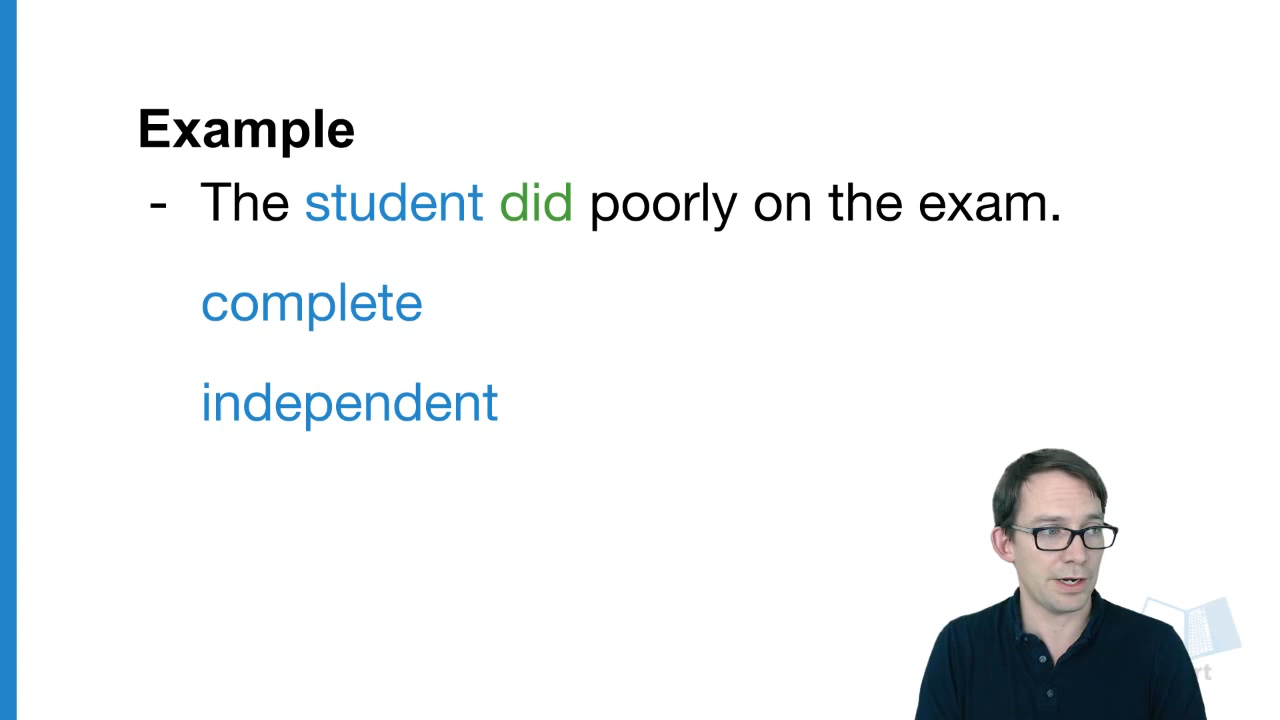 Example
- The student did poorly on the exam.
complete
independent